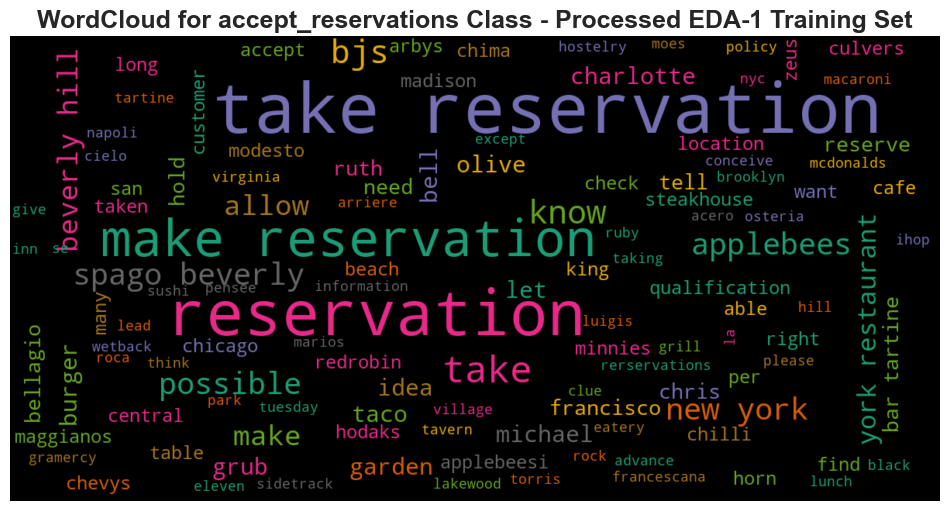 WordCloud for accept_reservations Class - Processed EDA-1 Training Set
accept
bjs
arbys
chima
hostelry
moes
policy
zeus
culvers
long
beverly hill
customer
madison
charlotte
nyc
macaroni
tartine
take reservation
napoli
cielo
modesto
except
location
conceive
reserve
mcdonalds
san
hold
virginia
ruth
need
bell
olive
check
tell
steakhouse
brooklyn
want
cafe
give
taken
allow
arriere
know
acero
osteria
inn
se
make reservation
ruby
taking
applebees
ihop
spago beverly
beach
information
king
let
qualification
york restaurant
many
sushi
pensee
able
hill
bar tartine
bellagio
burger
lead
reservation
luigis
la
wetback
roca
think
chicago
marios
redrobin
minnies
grill
rerservations
right
please
take
possible
idea
per
chris
clue
park
tuesday
central
taco
village
francisco
new york
maggianos
make
hodaks
tavern
michael
eatery
chilli
gramercy
table
grub
garden
applebeesi
rock
advance
find
black
chevys
eleven
sidetrack
lakewood
torris
francescana
horn
lunch